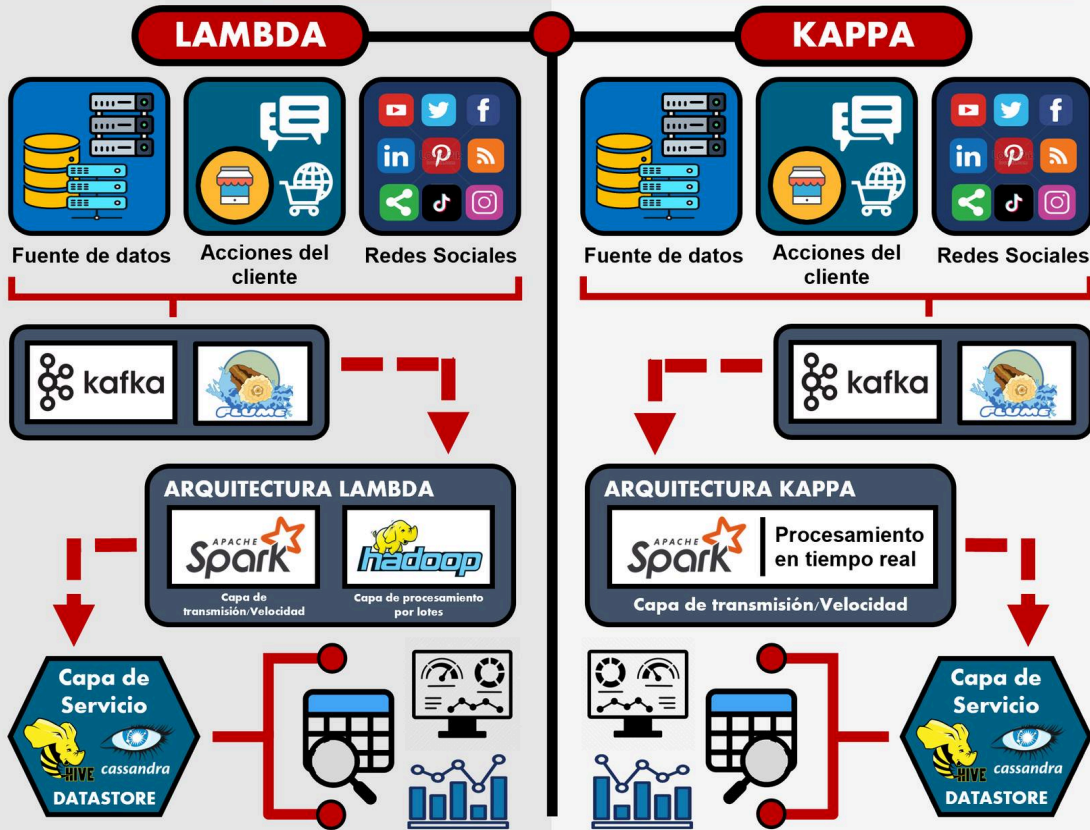 LAMBDA
KAPPA
Fuente de datos
Acciones del
cliente
Redes Sociales
Fuente de datos
Acciones del
cliente
Redes Sociales
kafka
FLUME
kafka
FLUME
ARQUITECTURA LAMBDA
APACHE
Spark
hadoop
Capa de
transmisión/Velocidad
Capa de procesamiento
por lotes
ARQUITECTURA KAPPA
APACHE
Spark
Procesamiento
en tiempo real
Capa de transmisión/Velocidad
Capa de
Servicio
HIVE
cassandra
DATASTORE
Capa de
Servicio
HIVE
cassandra
DATASTORE